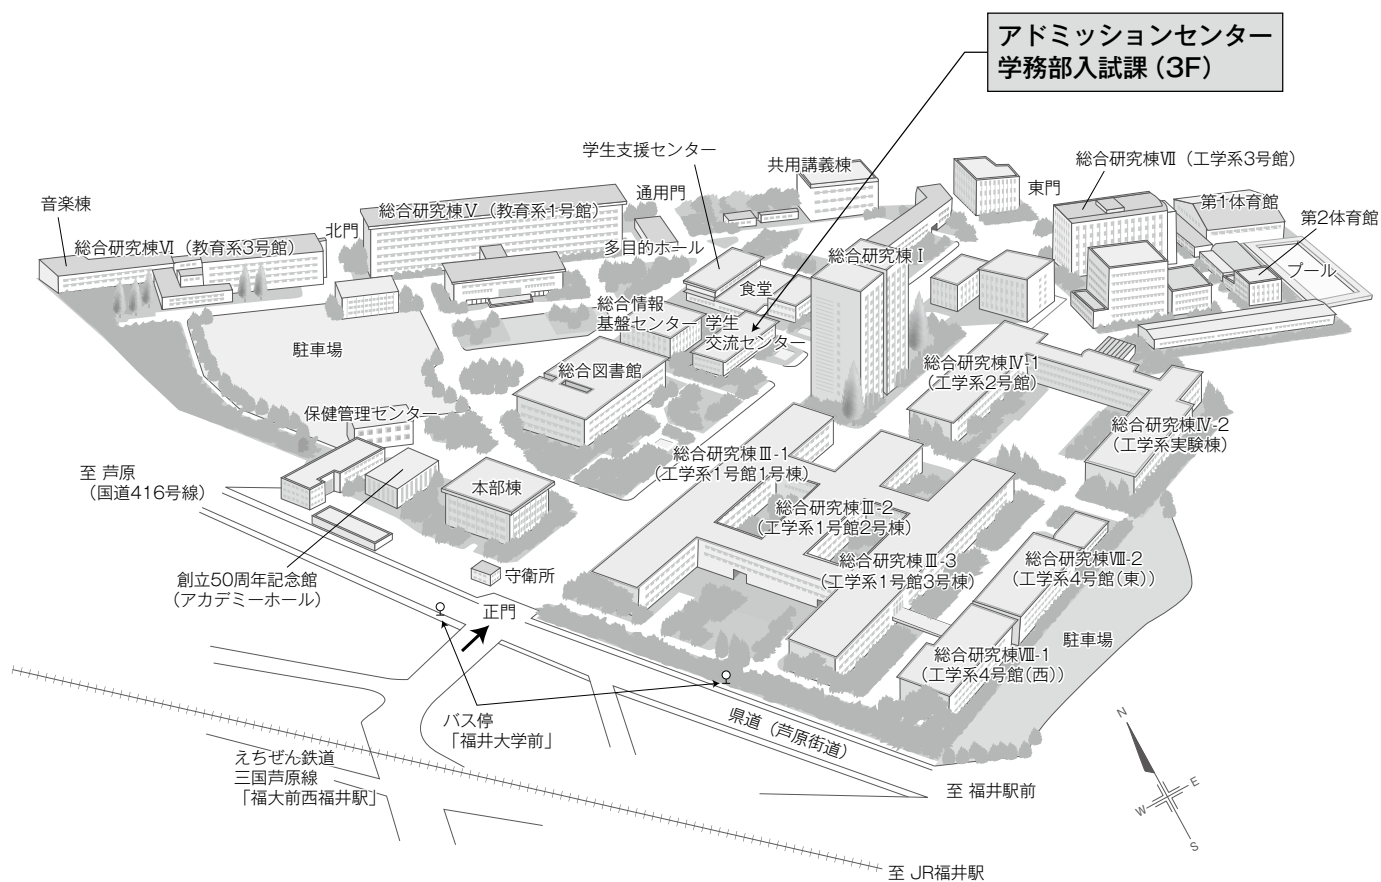 アドミッションセンター
学務部入試課（3F）
学生支援センター
共用講義棟
総合研究棟Ⅶ（工学系3号館）
東門
通用門
第1体育館
音楽棟
総合研究棟Ⅴ（教育系1号館）
第2体育館
北門
総合研究棟Ⅵ（教育系3号館）
多目的ホール
総合研究棟Ⅰ
プール
食堂
総合情報
基盤センター
学生
交流センター
駐車場
総合図書館
総合研究棟Ⅳ-1
（工学系2号館）
保健管理センター
総合研究棟Ⅳ-2
（工学系実験棟）
総合研究棟Ⅲ-1
（工学系1号館1号棟）
至 芦原
（国道416号線）
本部棟
総合研究棟Ⅲ-2
（工学系1号館2号棟）
総合研究棟Ⅲ-3
（工学系1号館3号棟）
総合研究棟Ⅷ-2
（工学系4号館（東））
創立50周年記念館
（アカデミーホール）
守衛所
正門
駐車場
総合研究棟Ⅷ-1
（工学系4号館（西））
バス停
「福井大学前」
県道（芦原街道）
えちぜん鉄道
三国芦原線
「福大前西福井駅」
至 福井駅前
至 JR福井駅
N
E
W
S